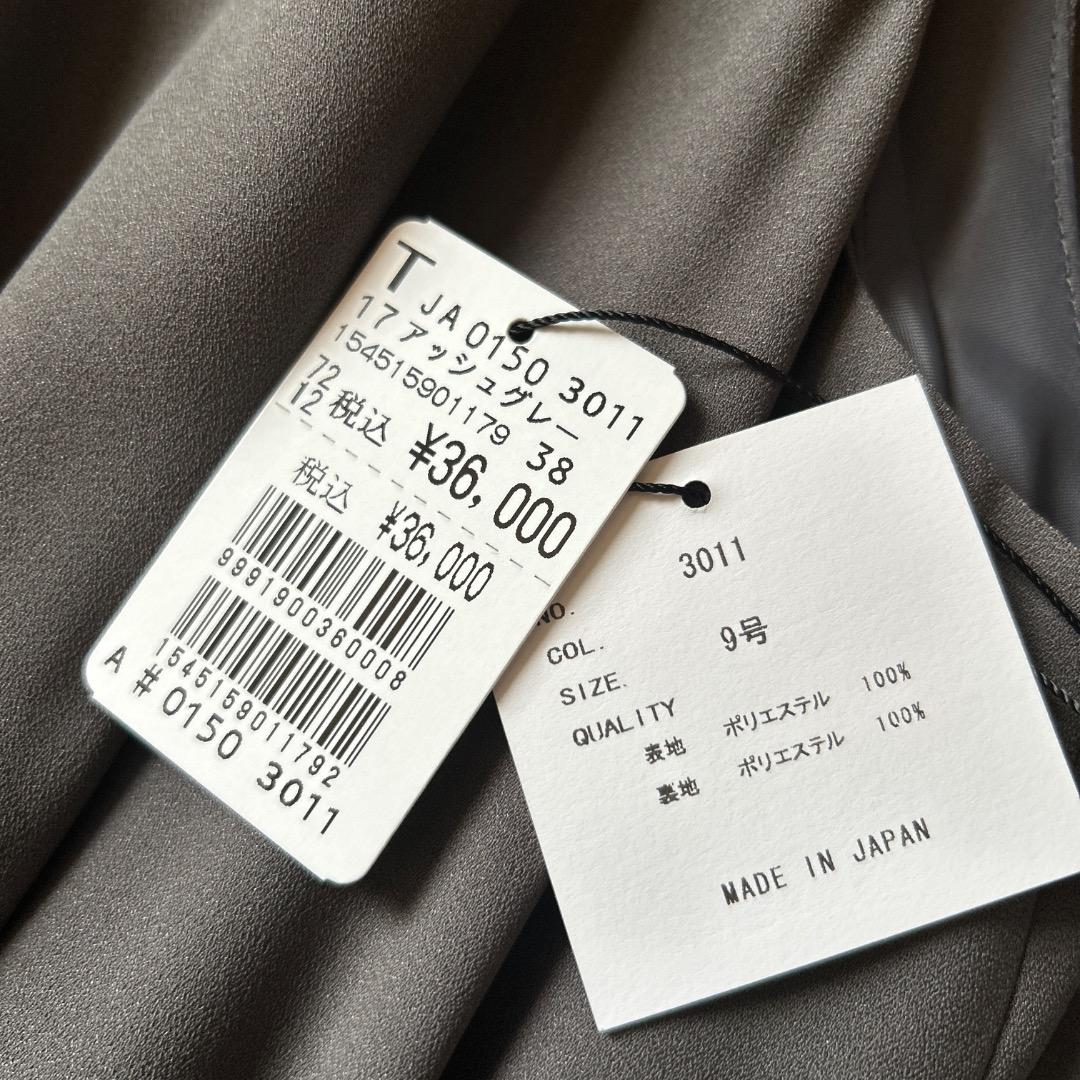 T JA 0150 3011
17 アッシュグレー
154515901179 38
72
12 税込 ¥36,000
税込 ¥36,000
9991900360008
1545159011792
A # 0150 3011
NO. 3011
COL.
SIZE. 9号
QUALITY
表地 ポリエステル 100%
裏地 ポリエステル 100%
MADE IN JAPAN